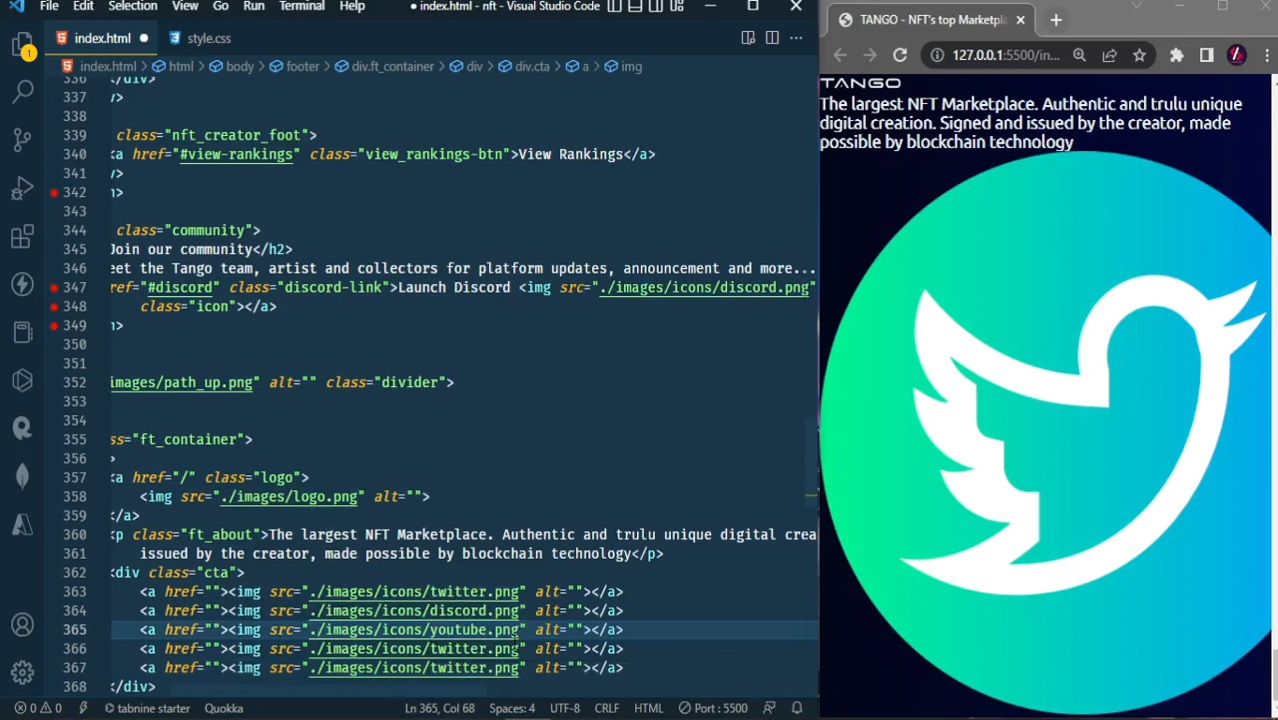 File Edit Selection View Go Run Terminal Help
● index.html - nft - Visual Studio Code
index.html ●
style.css
index.html > html > body > footer > div.ft_container > div > div.cta > a > img
336 </div>
337 v>
338
339 class="nft_creator_foot">
340 <a href="#view-rankings" class="view_rankings-btn">View Rankings</a>
341 v>
342 n>
343
344 class="community">
345 Join our community</h2>
346 eet the Tango team, artist and collectors for platform updates, announcement and more...
347 ref="#discord" class="discord-link">Launch Discord <img src="./images/icons/discord.png"
348 class="icon"></a>
349 n>
350
351
352 images/path_up.png" alt="" class="divider">
353
354
355 ss="ft_container">
356 >
357 <a href="/" class="logo">
358 <img src="./images/logo.png" alt="">
359 </a>
360 <p class="ft_about">The largest NFT Marketplace. Authentic and trulu unique digital crea
361 issued by the creator, made possible by blockchain technology</p>
362 <div class="cta">
363 <a href=""><img src="./images/icons/twitter.png" alt=""></a>
364 <a href=""><img src="./images/icons/discord.png" alt=""></a>
365 <a href=""><img src="./images/icons/youtube.png" alt=""></a>
366 <a href=""><img src="./images/icons/twitter.png" alt=""></a>
367 <a href=""><img src="./images/icons/twitter.png" alt=""></a>
368 </div>
1
0 0 tabnine starter Quokka Ln 365, Col 68 Spaces: 4 UTF-8 CRLF HTML Port : 5500
TANGO - NFT's top Marketpla
127.0.0.1:5500/in...
TANGO
The largest NFT Marketplace. Authentic and trulu unique
digital creation. Signed and issued by the creator, made
possible by blockchain technology